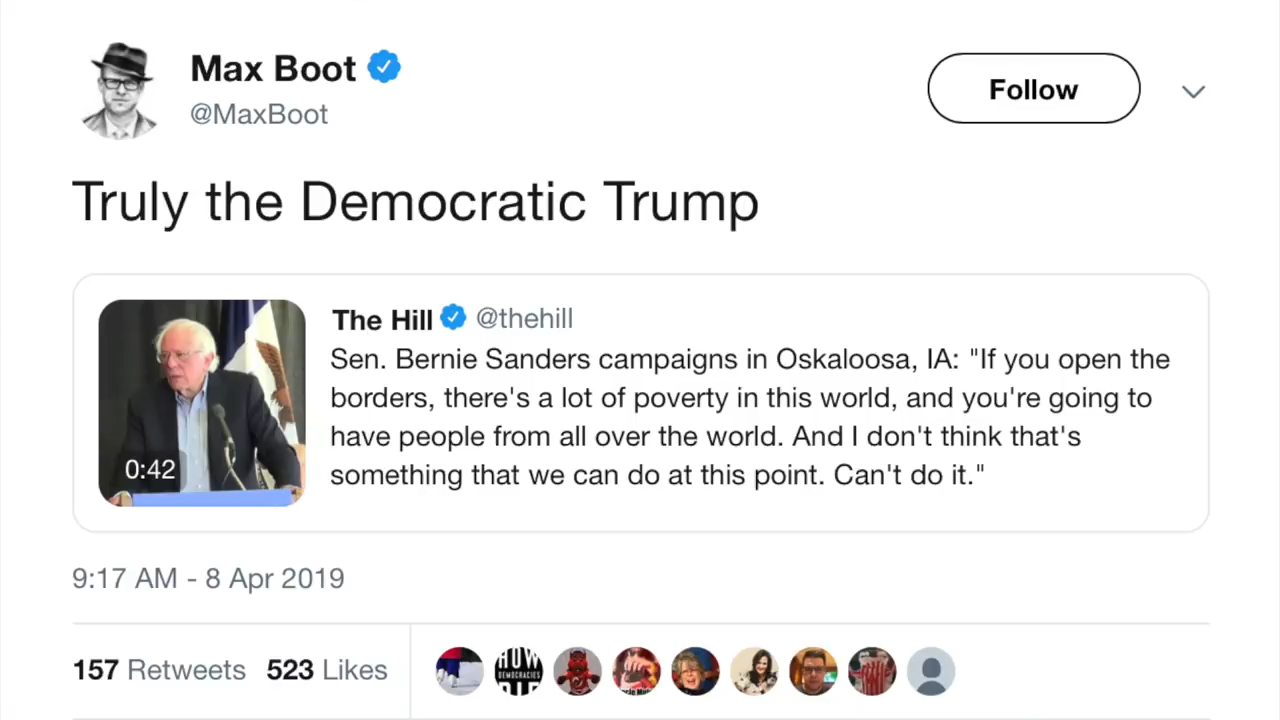 Max Boot
@MaxBoot
Follow
Truly the Democratic Trump
The Hill @thehill
Sen. Bernie Sanders campaigns in Oskaloosa, IA: "If you open the
borders, there's a lot of poverty in this world, and you're going to
have people from all over the world. And I don't think that's
something that we can do at this point. Can't do it."
0:42
9:17 AM - 8 Apr 2019
157 Retweets 523 Likes
HOW
DEMOCRACIES
DIE